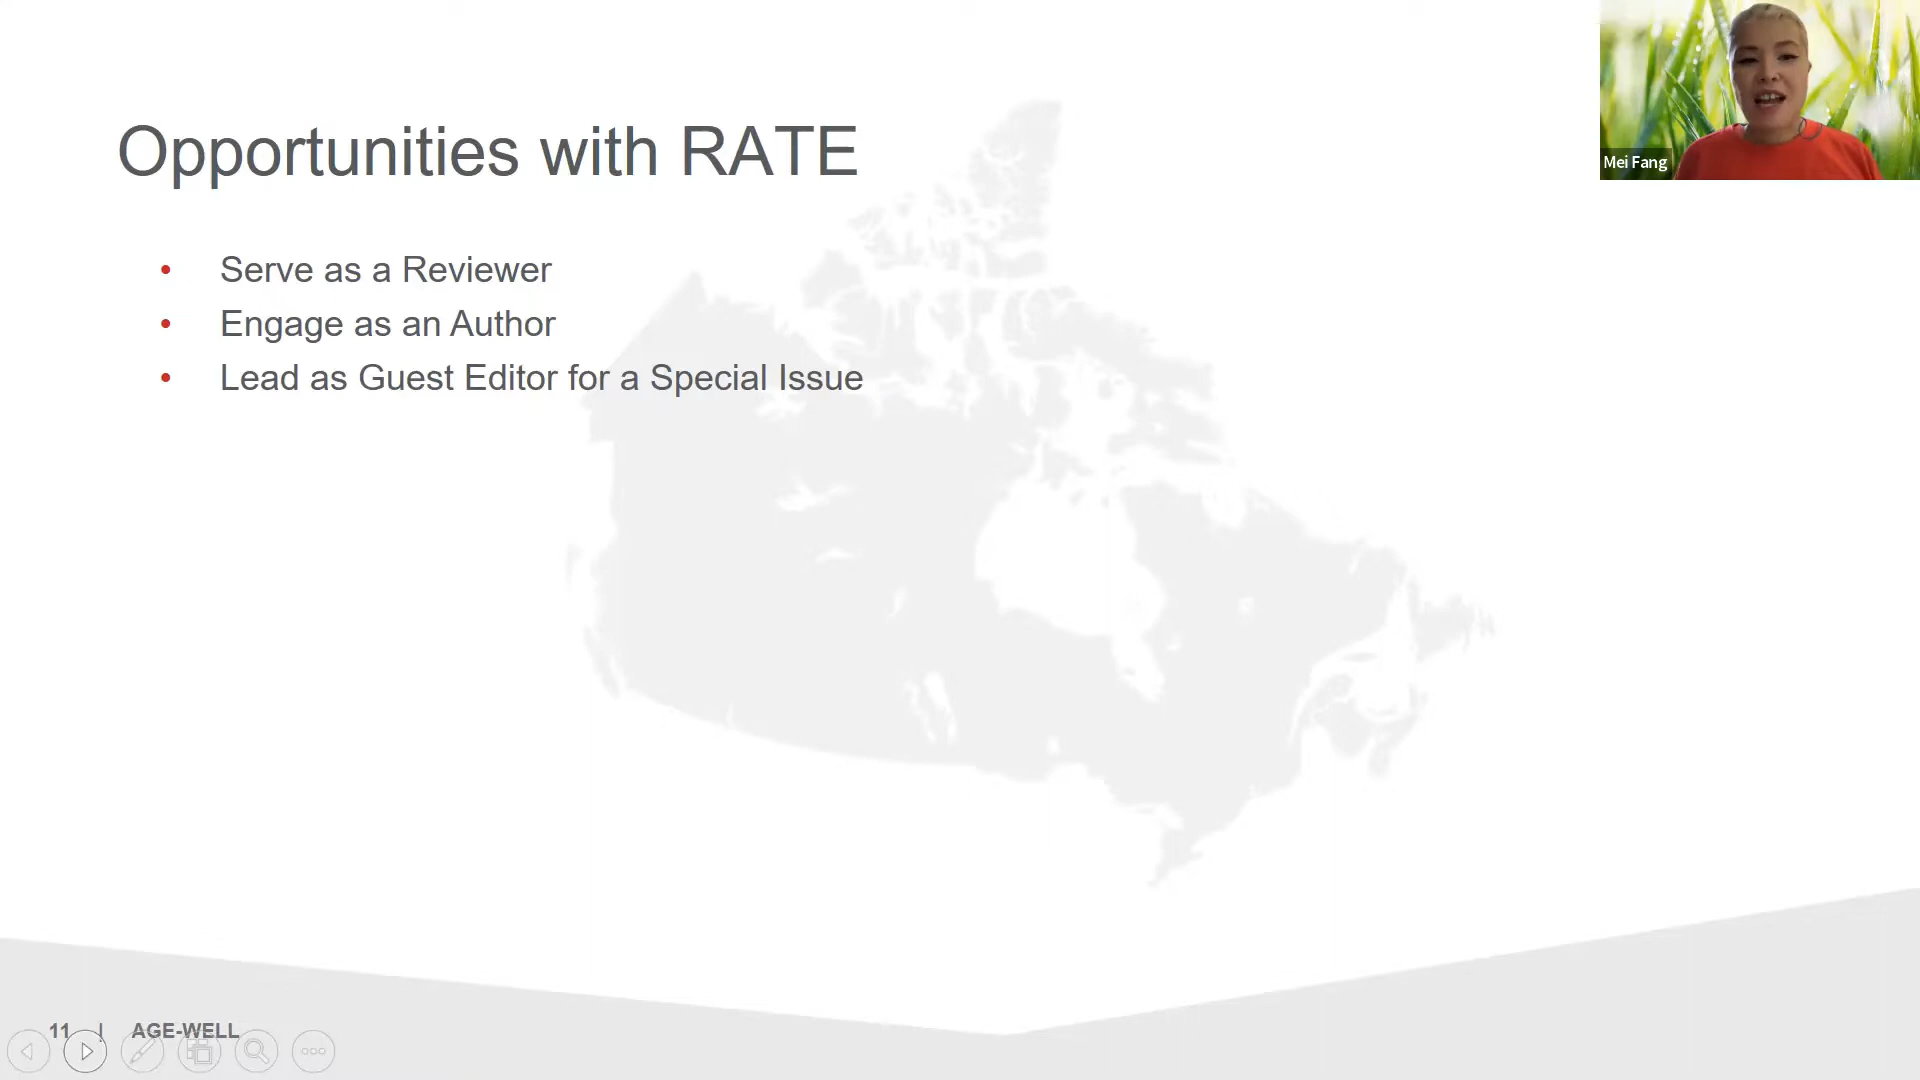 Opportunities with RATE
Mei Fang
• Serve as a Reviewer
• Engage as an Author
• Lead as Guest Editor for a Special Issue
11 | AGE-WELL